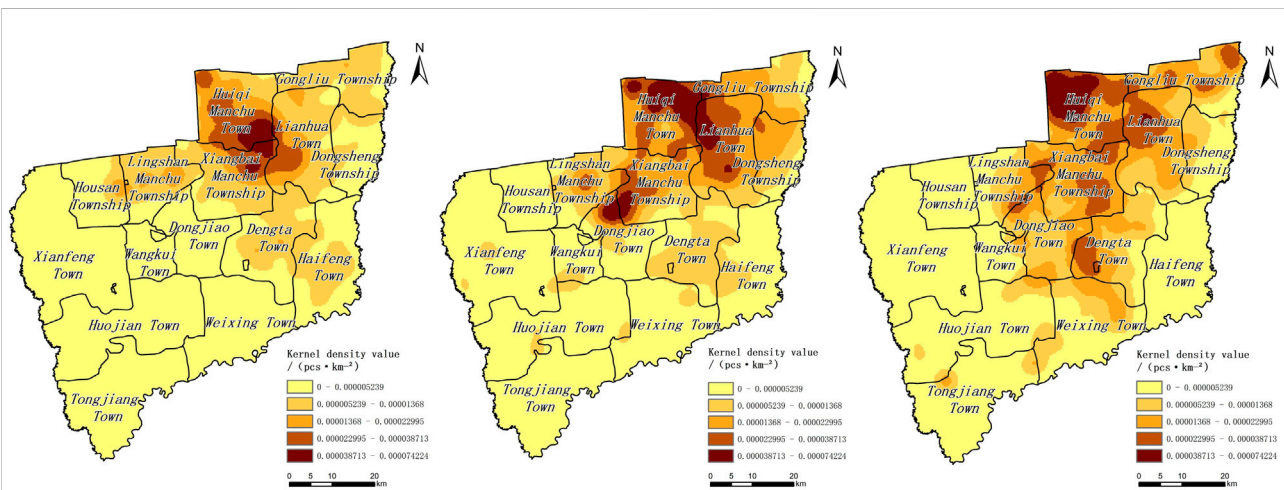 N
Gongliu Township
Huiqi
Manchu
Town
Lianhua
Town
Lingshan
Manchu
Township
Xiangbai
Manchu
Township
Dongsheng
Township
Housan
Township
Dongjiao
Town
Dengta
Town
Xianfeng
Town
Wangkui
Town
Haifeng
Town
Huojian Town
Weixing Town
Tongjiang
Town
Kernel density value
/ (pcs•km⁻²)
0 - 0.000005239
0.000005239 - 0.00001368
0.00001368 - 0.000022995
0.000022995 - 0.000038713
0.000038713 - 0.000074224
0 5 10 20
km
N
Gongliu Township
Huiqi
Manchu
Town
Lianhua
Town
Lingshan
Manchu
Township
Xiangbai
Manchu
Township
Dongsheng
Township
Housan
Township
Dongjiao
Town
Dengta
Town
Xianfeng
Town
Wangkui
Town
Haifeng
Town
Huojian Town
Weixing Town
Tongjiang
Town
Kernel density value
/ (pcs•km⁻²)
0 - 0.000005239
0.000005239 - 0.00001368
0.00001368 - 0.000022995
0.000022995 - 0.000038713
0.000038713 - 0.000074224
0 5 10 20
km
N
Gongliu Township
Huiqi
Manchu
Town
Lianhua
Town
Lingshan
Manchu
Township
Xiangbai
Manchu
Township
Dongsheng
Township
Housan
Township
Dongjiao
Town
Dengta
Town
Xianfeng
Town
Wangkui
Town
Haifeng
Town
Huojian Town
Weixing Town
Tongjiang
Town
Kernel density value
/ (pcs•km⁻²)
0 - 0.000005239
0.000005239 - 0.00001368
0.00001368 - 0.000022995
0.000022995 - 0.000038713
0.000038713 - 0.000074224
0 5 10 20
km